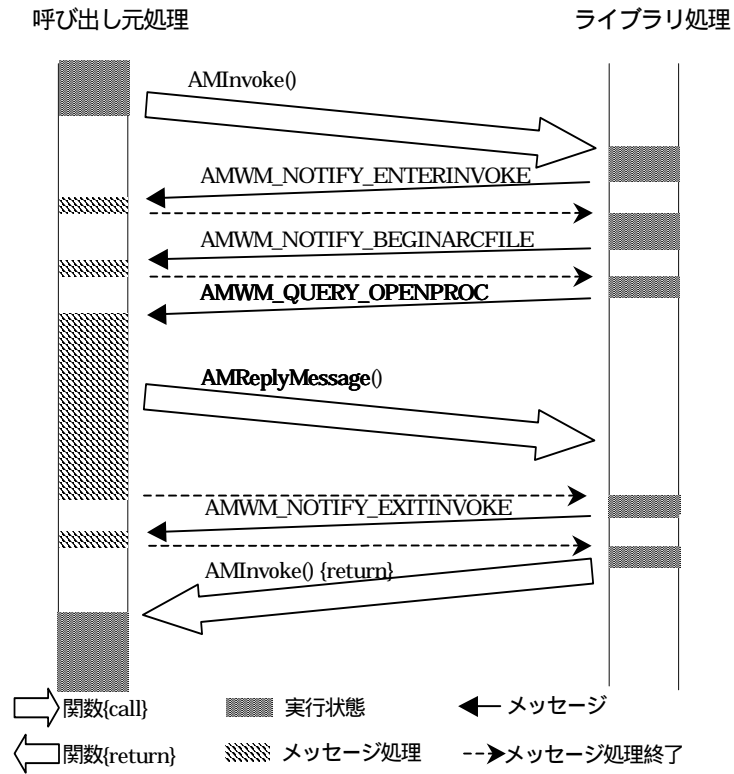 呼び出し元処理
ライブラリ処理
AMInvoke()
AMWM_NOTIFY_ENTERINVOKE
AMWM_NOTIFY_BEGINARCFILE
AMWM_QUERY_OPENPROC
AMReplyMessage()
AMWM_NOTIFY_EXITINVOKE
AMInvoke() {return}
関数{call}
実行状態
メッセージ
関数{return}
メッセージ処理
メッセージ処理終了